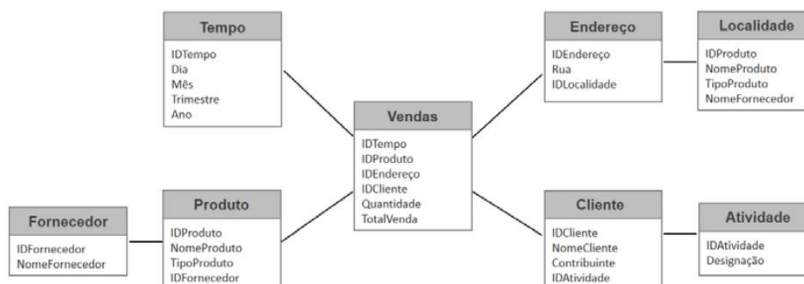 Tempo
IDTempo
Dia
Mês
Trimestre
Ano
Endereço
IDEndereço
Rua
IDLocalidade
Localidade
IDProduto
NomeProduto
TipoProduto
NomeFornecedor
Vendas
IDTempo
IDProduto
IDEndereço
IDCliente
Quantidade
TotalVenda
Fornecedor
IDFornecedor
NomeFornecedor
Produto
IDProduto
NomeProduto
TipoProduto
IDFornecedor
Cliente
IDCliente
NomeCliente
Contribuinte
IDAtividade
Atividade
IDAtividade
Designação